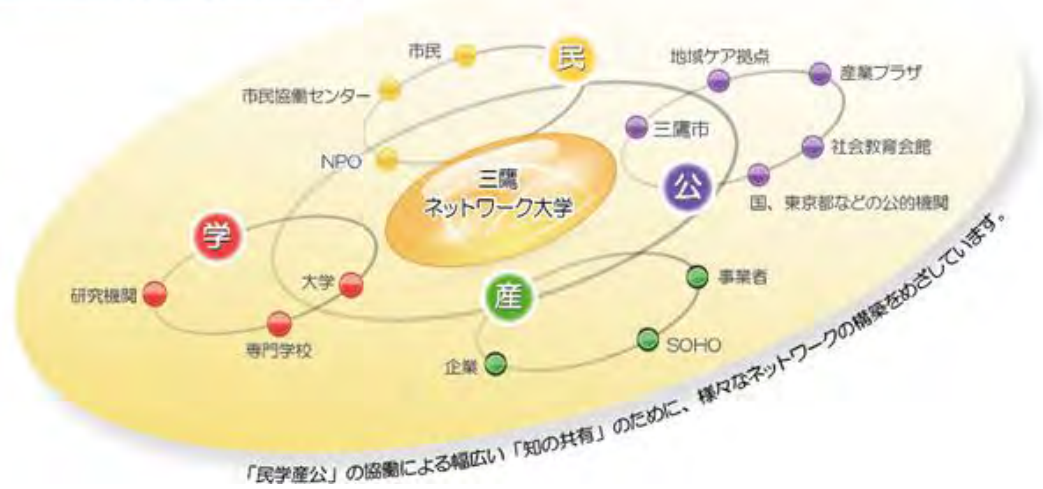 市民
民
市民協働センター
NPO
地域ケア拠点
産業プラザ
三鷹市
社会教育会館
公
国、東京都などの公的機関
三鷹
ネットワーク大学
学
研究機関
大学
専門学校
産
事業者
SOHO
企業
「民学産公」の協働による幅広い「知の共有」のために、様々なネットワークの構築をめざしています。